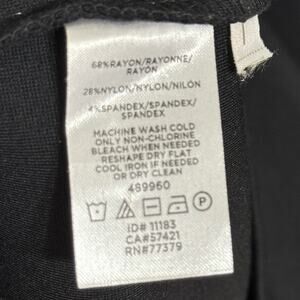 68%RAYON/RAYONNE/
RAYON
28%NYLON/NYLON/NILÓN
4%SPANDEX/SPANDEX/
SPANDEX
MACHINE WASH COLD
ONLY NON-CHLORINE
BLEACH WHEN NEEDED
RESHAPE DRY FLAT
COOL IRON IF NEEDED
OR DRY CLEAN
489960
P
ID# 11183
CA#57421
RN#77379